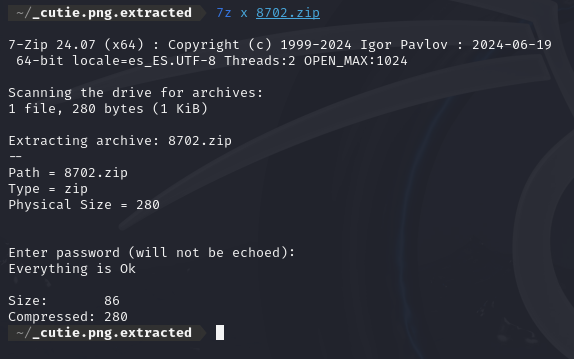 ~/_cutie.png.extracted 7z x 8702.zip
7-Zip 24.07 (x64) : Copyright (c) 1999-2024 Igor Pavlov : 2024-06-19
 64-bit locale=es_ES.UTF-8 Threads:2 OPEN_MAX:1024
Scanning the drive for archives:
1 file, 280 bytes (1 KiB)
Extracting archive: 8702.zip
--
Path = 8702.zip
Type = zip
Physical Size = 280
Enter password (will not be echoed):
Everything is Ok
Size:       86
Compressed: 280
~/_cutie.png.extracted